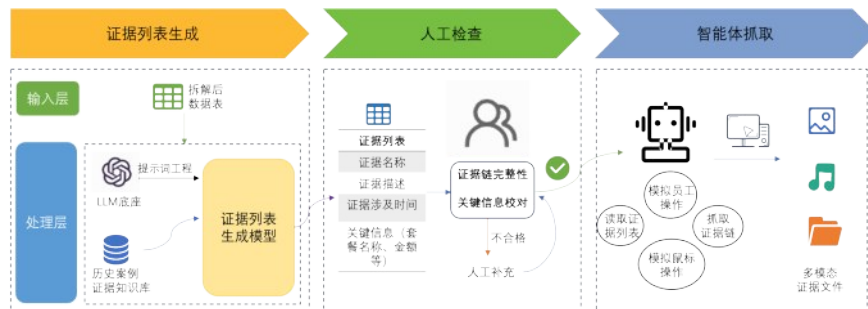 证据列表生成
人工检查
智能体抓取
输入层
拆解后
数据表
处理层
LLM底座
提示词工程
历史案例
证据知识库
证据列表
生成模型
证据列表
证据名称
证据描述
证据涉及时间
关键信息（套
餐名称、金额
等）
证据链完整性
关键信息校对
不合格
人工补充
模拟员工
操作
读取证
据列表
抓取
证据链
模拟鼠标
操作
多模态
证据文件